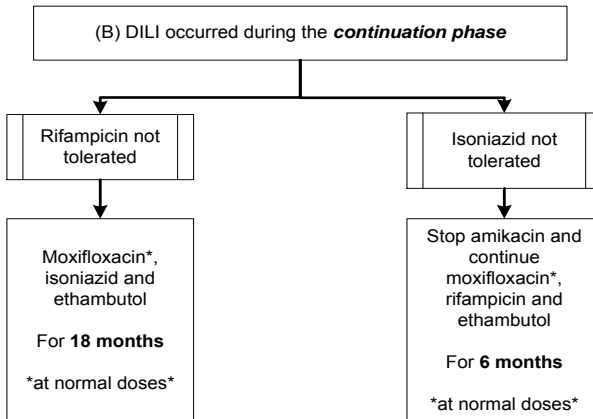 (B) DILI occurred during the continuation phase
Rifampicin not
tolerated
Isoniazid not
tolerated
Moxifloxacin*,
isoniazid and
ethambutol
For 18 months
*at normal doses*
Stop amikacin and
continue
moxifloxacin*,
rifampicin and
ethambutol
For 6 months
*at normal doses*